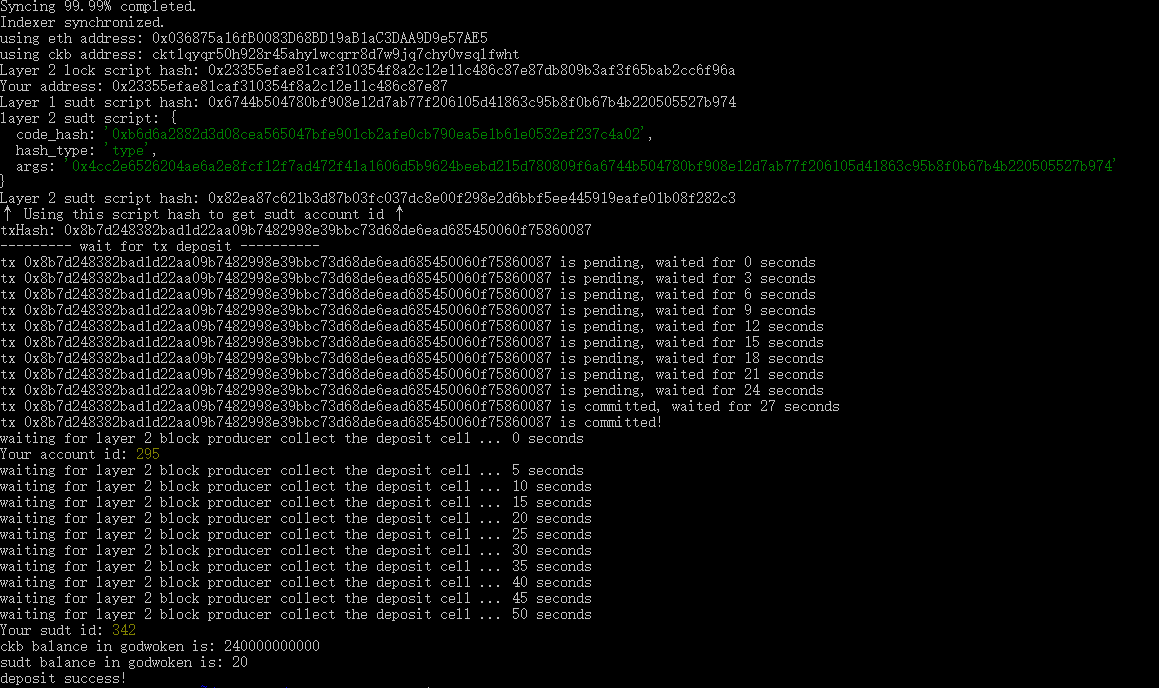 Syncing 99.99% completed.
Indexer synchronized.
using eth address: 0x036875a16fB0083D68BD19aB1aC3DAA9D9e57AE5
using ckb address: ckt1qyqr50h928r45ahylwcqrr8d7w9jq7chy0vsqlfwht
Layer 2 lock script hash: 0x23355efae81caf310354f8a2c12e11c486c87e87db809b3af3f65bab2cc6f96a
Your address: 0x23355efae81caf310354f8a2c12e11c486c87e87
Layer 1 sudt script hash: 0x6744b504780bf908e12d7ab77f206105d41863c95b8f0b67b4b220505527b974
layer 2 sudt script: {
  code_hash: '0xb6d6a2882d3d08cea565047bfe901cb2afe0cb790ea5e1b61e0532ef237c4a02',
  hash_type: 'type',
  args: '0x4cc2e6526204ae6a2e8fcf12f7ad472f41a1606d5b9624beebd215d780809f6a6744b504780bf908e12d7ab77f206105d41863c95b8f0b67b4b220505527b974'
}
Layer 2 sudt script hash: 0x82ea87c621b3d87b03fc037dc8e00f298e2d6bbf5ee445919eafe01b08f282c3
↑ Using this script hash to get sudt account id ↑
txHash: 0x8b7d248382bad1d22aa09b7482998e39bbc73d68de6ead685450060f75860087
--------- wait for tx deposit ----------
tx 0x8b7d248382bad1d22aa09b7482998e39bbc73d68de6ead685450060f75860087 is pending, waited for 0 seconds
tx 0x8b7d248382bad1d22aa09b7482998e39bbc73d68de6ead685450060f75860087 is pending, waited for 3 seconds
tx 0x8b7d248382bad1d22aa09b7482998e39bbc73d68de6ead685450060f75860087 is pending, waited for 6 seconds
tx 0x8b7d248382bad1d22aa09b7482998e39bbc73d68de6ead685450060f75860087 is pending, waited for 9 seconds
tx 0x8b7d248382bad1d22aa09b7482998e39bbc73d68de6ead685450060f75860087 is pending, waited for 12 seconds
tx 0x8b7d248382bad1d22aa09b7482998e39bbc73d68de6ead685450060f75860087 is pending, waited for 15 seconds
tx 0x8b7d248382bad1d22aa09b7482998e39bbc73d68de6ead685450060f75860087 is pending, waited for 18 seconds
tx 0x8b7d248382bad1d22aa09b7482998e39bbc73d68de6ead685450060f75860087 is pending, waited for 21 seconds
tx 0x8b7d248382bad1d22aa09b7482998e39bbc73d68de6ead685450060f75860087 is pending, waited for 24 seconds
tx 0x8b7d248382bad1d22aa09b7482998e39bbc73d68de6ead685450060f75860087 is committed, waited for 27 seconds
tx 0x8b7d248382bad1d22aa09b7482998e39bbc73d68de6ead685450060f75860087 is committed!
waiting for layer 2 block producer collect the deposit cell ... 0 seconds
Your account id: 295
waiting for layer 2 block producer collect the deposit cell ... 5 seconds
waiting for layer 2 block producer collect the deposit cell ... 10 seconds
waiting for layer 2 block producer collect the deposit cell ... 15 seconds
waiting for layer 2 block producer collect the deposit cell ... 20 seconds
waiting for layer 2 block producer collect the deposit cell ... 25 seconds
waiting for layer 2 block producer collect the deposit cell ... 30 seconds
waiting for layer 2 block producer collect the deposit cell ... 35 seconds
waiting for layer 2 block producer collect the deposit cell ... 40 seconds
waiting for layer 2 block producer collect the deposit cell ... 45 seconds
waiting for layer 2 block producer collect the deposit cell ... 50 seconds
Your sudt id: 342
ckb balance in godwoken is: 240000000000
sudt balance in godwoken is: 20
deposit success!